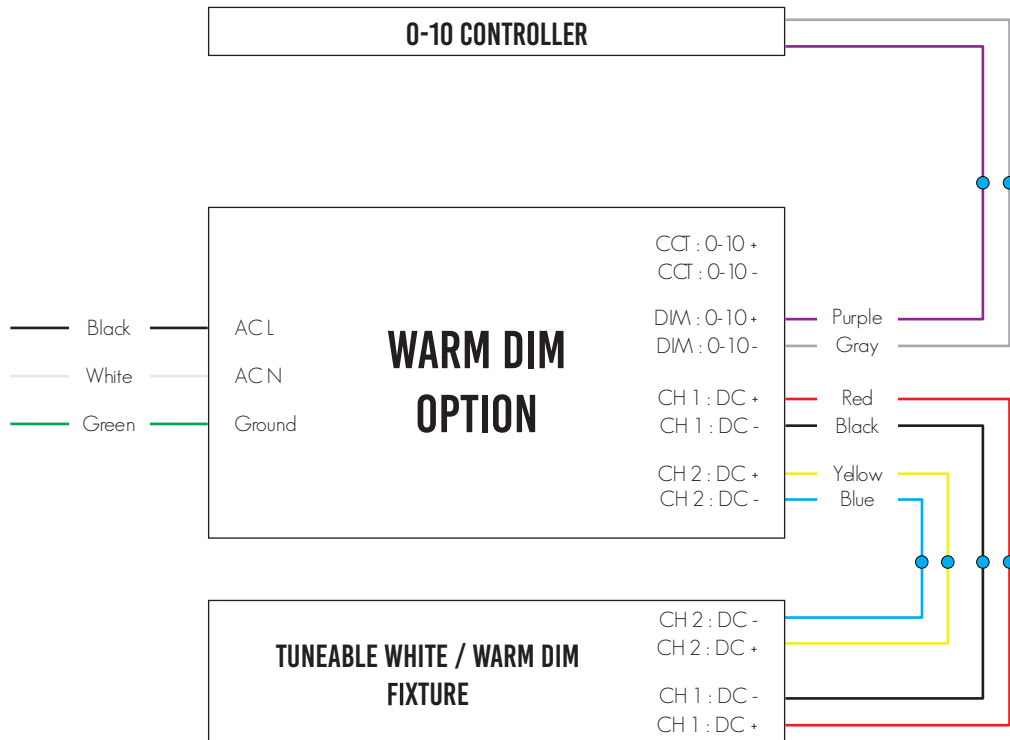 0-10 CONTROLLER
CCT : 0-10 +
CCT : 0-10 -
DIM : 0-10 + Purple
DIM : 0-10 - Gray
Black AC L
White AC N
Green Ground
WARM DIM
OPTION
CH 1 : DC + Red
CH 1 : DC - Black
CH 2 : DC + Yellow
CH 2 : DC - Blue
TUNEABLE WHITE / WARM DIM
FIXTURE
CH 2 : DC -
CH 2 : DC +
CH 1 : DC -
CH 1 : DC +